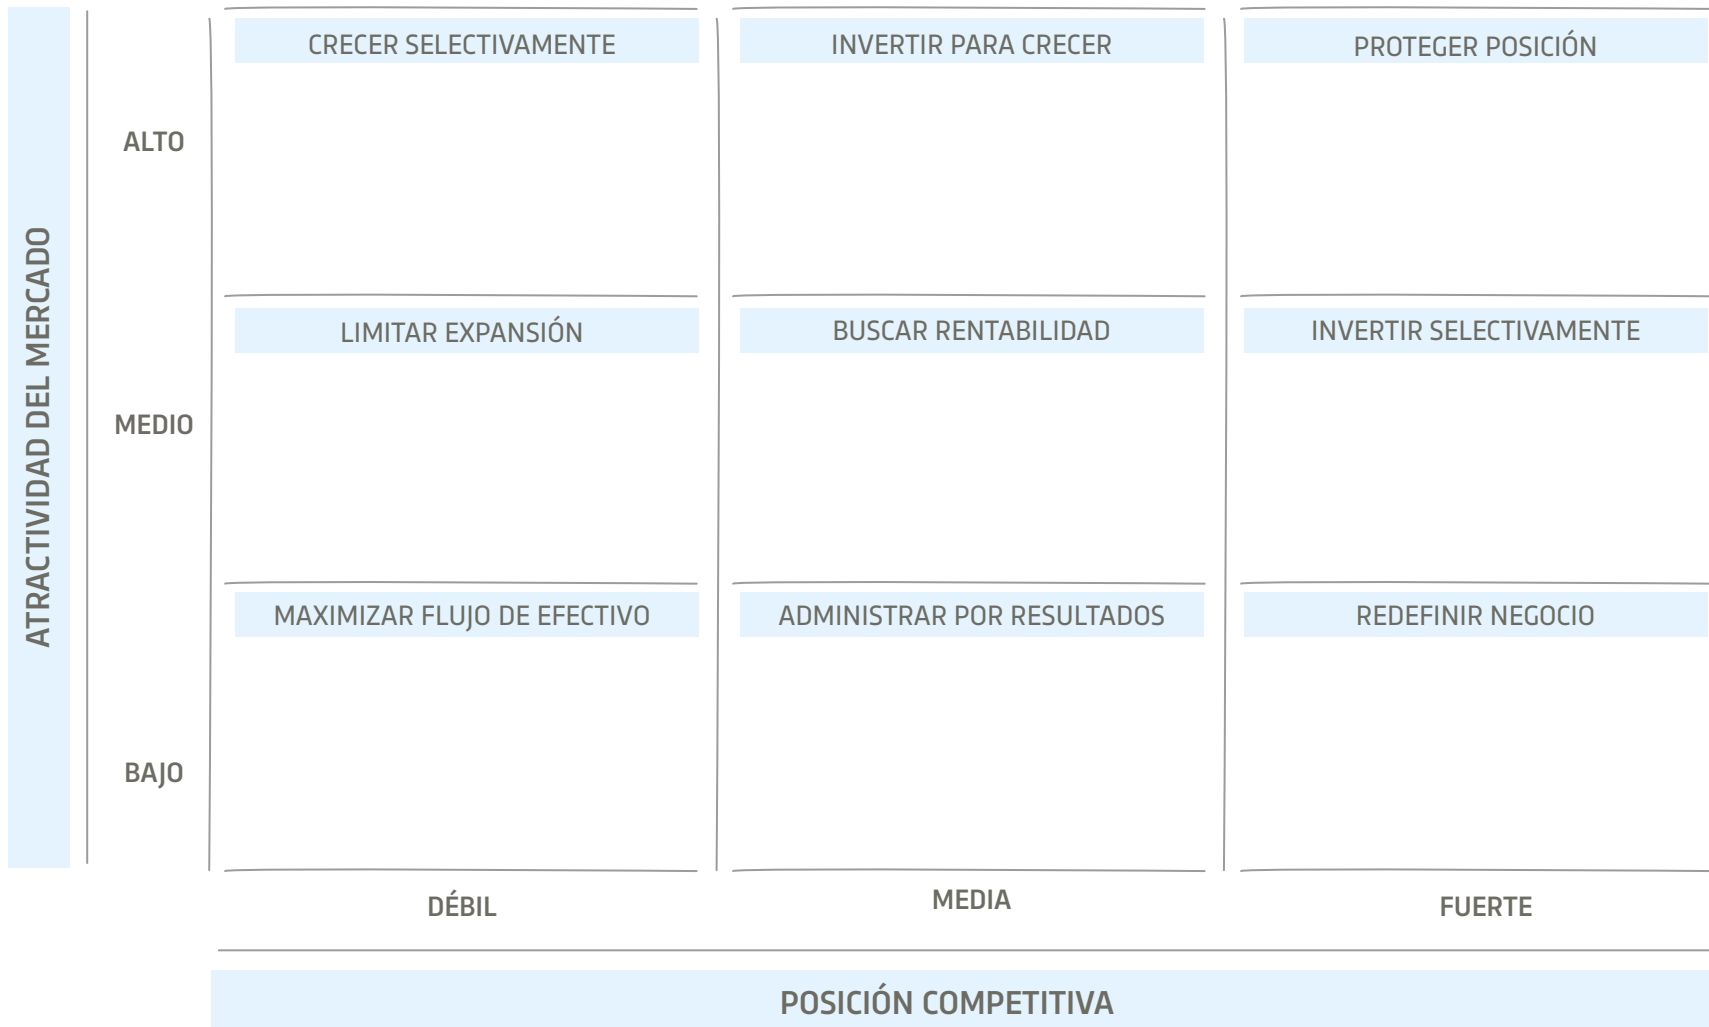 ATRACTIVIDAD DEL MERCADO
CRECER SELECTIVAMENTE
INVERTIR PARA CRECER
PROTEGER POSICIÓN
ALTO
LIMITAR EXPANSIÓN
BUSCAR RENTABILIDAD
INVERTIR SELECTIVAMENTE
MEDIO
MAXIMIZAR FLUJO DE EFECTIVO
ADMINISTRAR POR RESULTADOS
REDEFINIR NEGOCIO
BAJO
DÉBIL
MEDIA
FUERTE
POSICIÓN COMPETITIVA